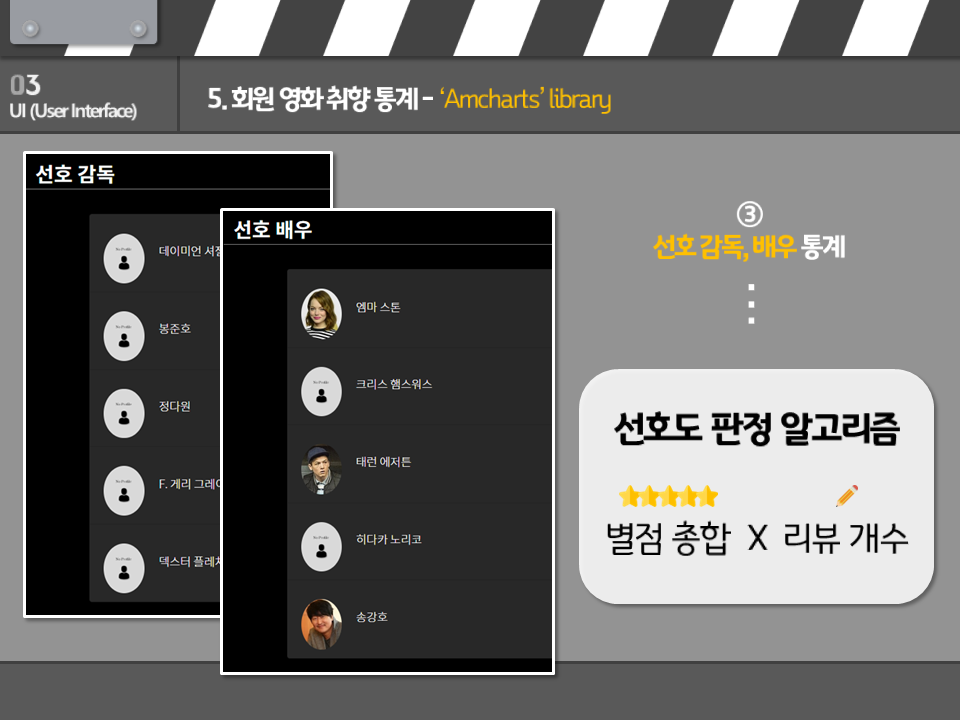 03
UI (User Interface)
5. 회원 영화 취향 통계 - ‘Amcharts’ library
선호 감독
데이미언 셔젤
봉준호
정다원
F. 게리 그레이
덱스터 플레처
선호 배우
엠마 스톤
크리스 헴스워스
태런 에저튼
히다카 노리코
송강호
③
선호 감독, 배우 통계
선호도 판정 알고리즘
별점 총합 X 리뷰 개수